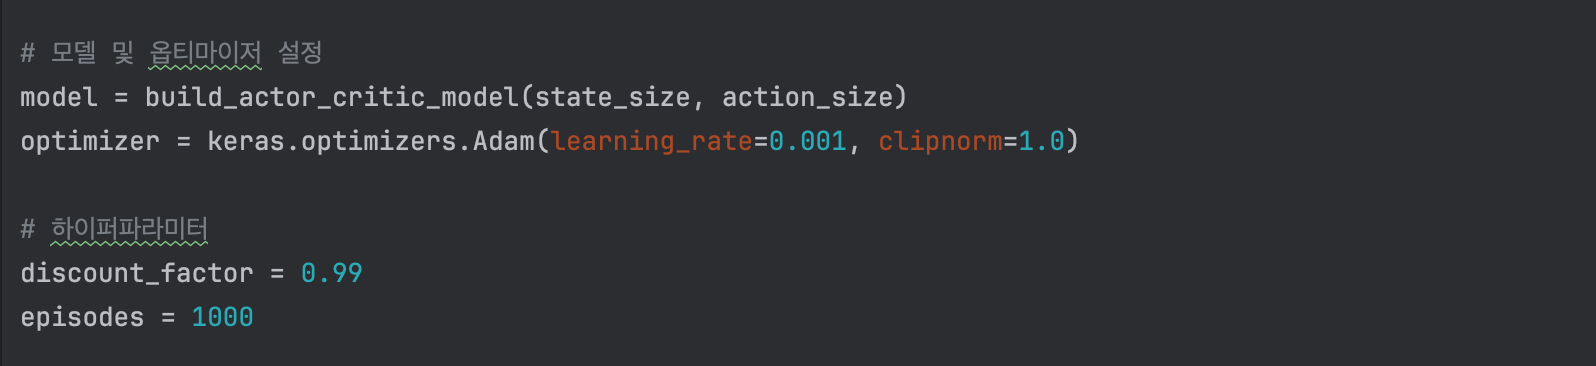 # 모델 및 옵티마이저 설정
model = build_actor_critic_model(state_size, action_size)
optimizer = keras.optimizers.Adam(learning_rate=0.001, clipnorm=1.0)
# 하이퍼파라미터
discount_factor = 0.99
episodes = 1000